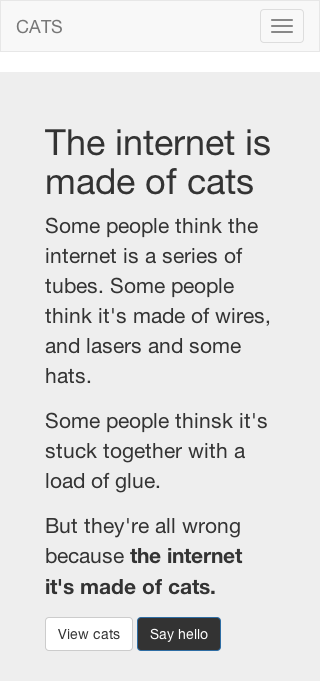 CATS
The internet is
made of cats
Some people think the
internet is a series of
tubes. Some people
think it's made of wires,
and lasers and some
hats.
Some people thinsk it's
stuck together with a
load of glue.
But they're all wrong
because the internet
it's made of cats.
View cats Say hello